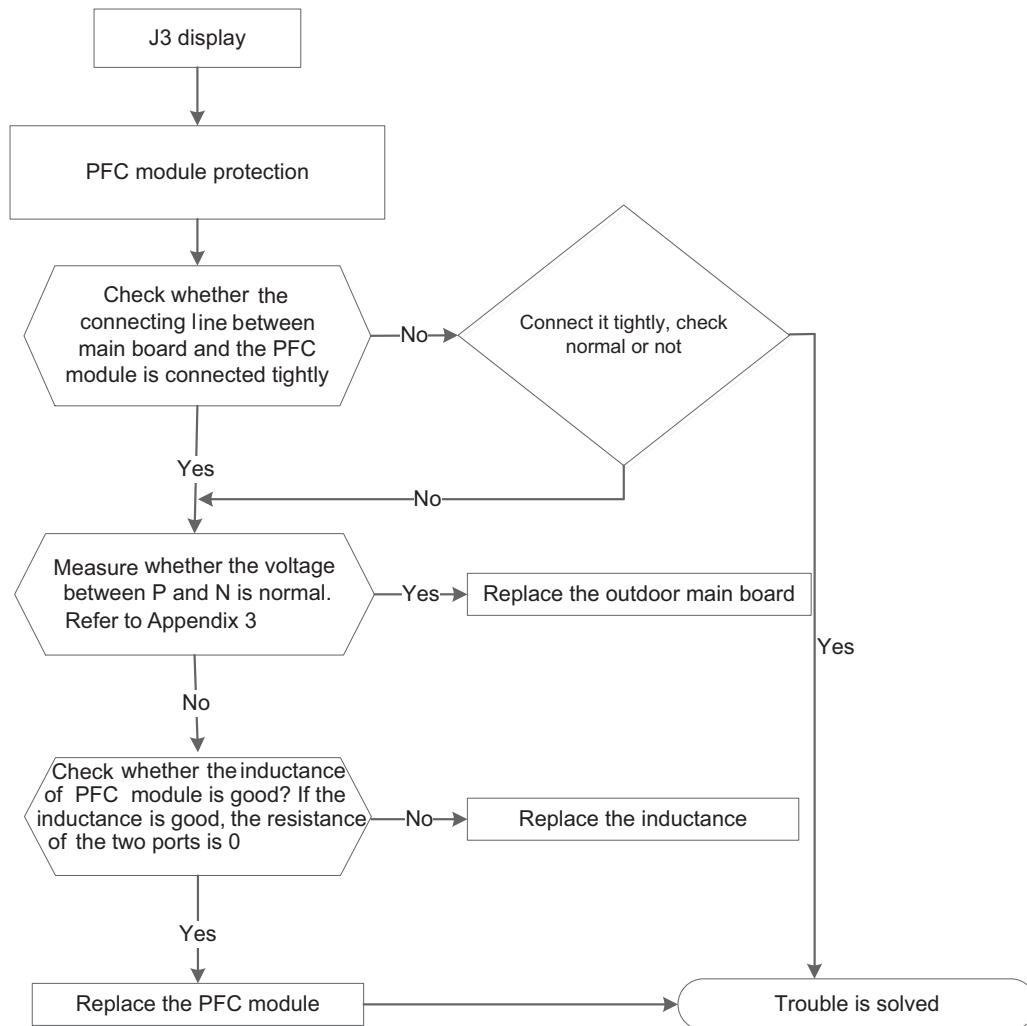 J3 display
PFC module protection
Check whether the
connecting line between
main board and the PFC
module is connected tightly
No
Connect it tightly, check
normal or not
Yes
No
Measure whether the voltage
between P and N is normal.
Refer to Appendix 3
Yes
Replace the outdoor main board
Yes
No
Check whether the inductance
of PFC module is good? If the
inductance is good, the resistance
of the two ports is 0
No
Replace the inductance
Yes
Replace the PFC module
Trouble is solved